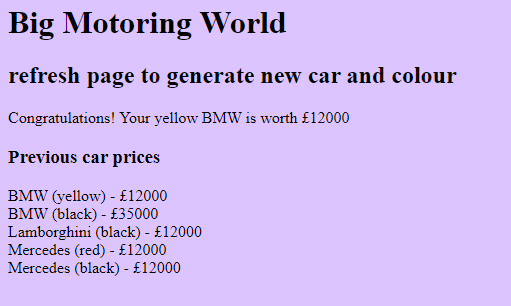 Big Motoring World
refresh page to generate new car and colour
Congratulations! Your yellow BMW is worth £12000
Previous car prices
BMW (yellow) - £12000
BMW (black) - £35000
Lamborghini (black) - £12000
Mercedes (red) - £12000
Mercedes (black) - £12000